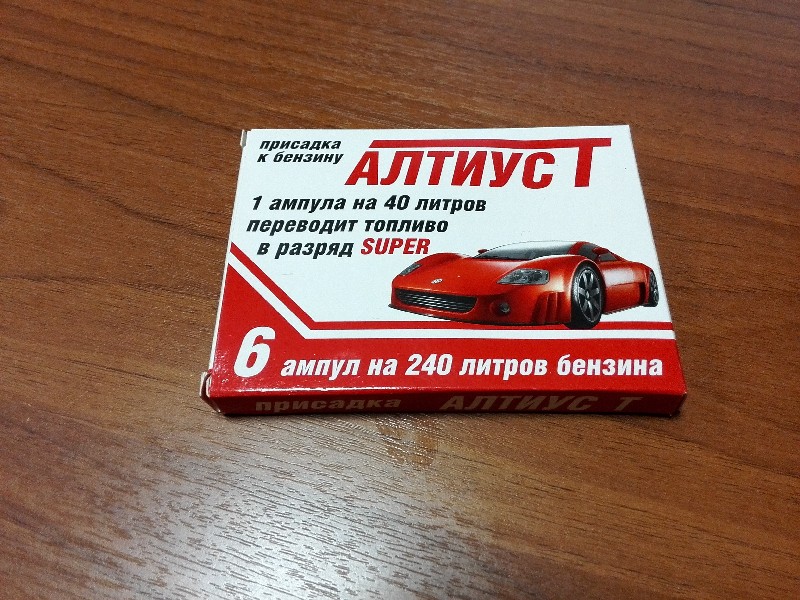 присадка
к бензину
АЛТИУС Т
1 ампула на 40 литров
переводит топливо
в разряд SUPER
6 ампул на 240 литров бензина
присадка АЛТИУС Т